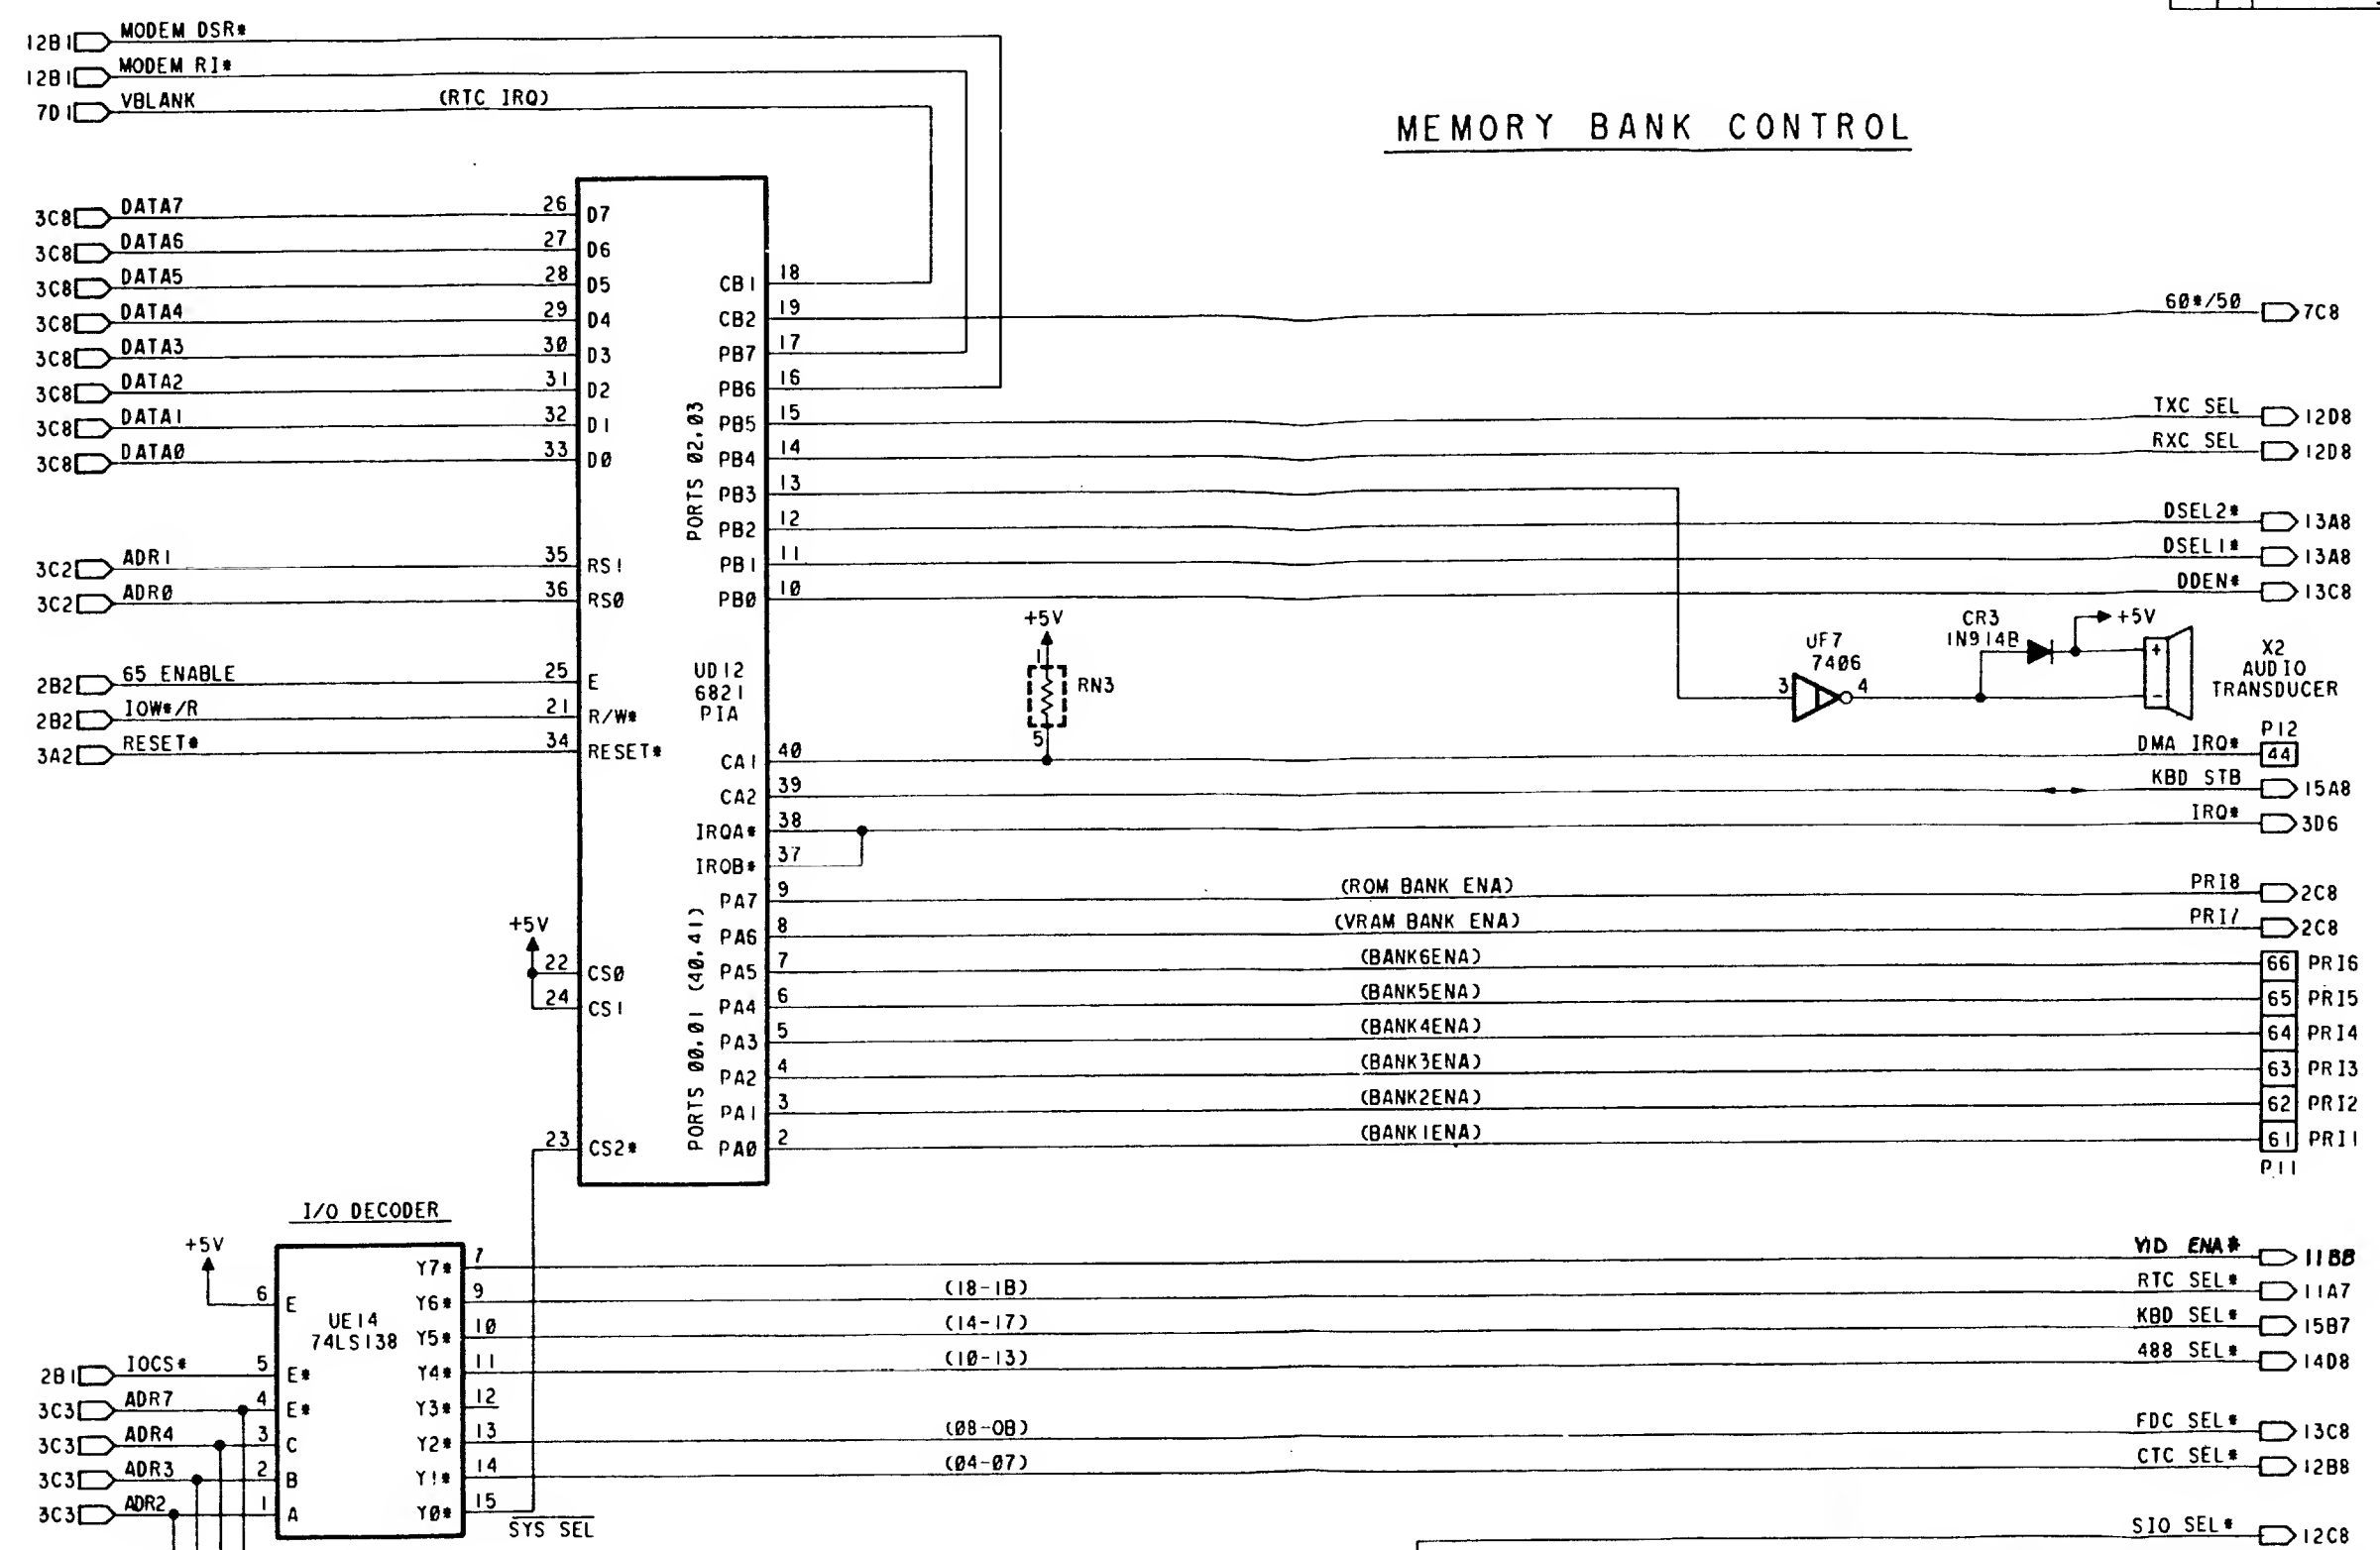 12B1 MODEM DSR*
12B1 MODEM RI*
7D1 VBLANK (RTC IRQ)
MEMORY BANK CONTROL
3C8 DATA7 26 D7
3C8 DATA6 27 D6
3C8 DATA5 28 D5 CB1 18
3C8 DATA4 29 D4 CB2 19 60*/50 7C8
3C8 DATA3 30 D3 PB7 17
3C8 DATA2 31 D2 PB6 16
3C8 DATA1 32 D1 PB5 15 TXC SEL 12D8
3C8 DATA0 33 D0 PB4 14 RXC SEL 12D8
PORTS 02,03
PB3 13
PB2 12 DSEL2* 13A8
3C2 ADR1 35 RS1 PB1 11 DSEL1* 13A8
3C2 ADR0 36 RS0 PB0 10 DDEN* 13C8
+5V
1
RN3
5
UF7
7406
3 4
CR3
1N914B
+5V
+
-
X2
AUDIO
TRANSDUCER
2B2 65 ENABLE 25 E
2B2 IOW*/R 21 R/W*
3A2 RESET* 34 RESET*
UD12
6821
PIA
P12
CA1 40 DMA IRQ* 44
CA2 39 KBD STB 15A8
IRQA* 38 IRQ* 3D6
IRQB* 37
PA7 9 (ROM BANK ENA) PRI8 2C8
PA6 8 (VRAM BANK ENA) PRI7 2C8
+5V
22 CS0 PA5 7 (BANK6ENA) 66 PRI6
24 CS1 PA4 6 (BANK5ENA) 65 PRI5
PORTS 00,01 (40,41)
PA3 5 (BANK4ENA) 64 PRI4
PA2 4 (BANK3ENA) 63 PRI3
PA1 3 (BANK2ENA) 62 PRI2
23 CS2* PA0 2 (BANK1ENA) 61 PRI1
P11
I/O DECODER
+5V
Y7* 7 VID ENA* 11B8
6 E Y6* 9 (18-1B) RTC SEL* 11A7
UE14
74LS138
Y5* 10 (14-17) KBD SEL* 15B7
2B1 IOCS* 5 E* Y4* 11 (10-13) 488 SEL* 14D8
3C3 ADR7 4 E* Y3* 12
3C3 ADR4 3 C Y2* 13 (08-0B) FDC SEL* 13C8
3C3 ADR3 2 B Y1* 14 (04-07) CTC SEL* 12B8
3C3 ADR2 1 A Y0* 15
SYS SEL
SIO SEL* 12C8